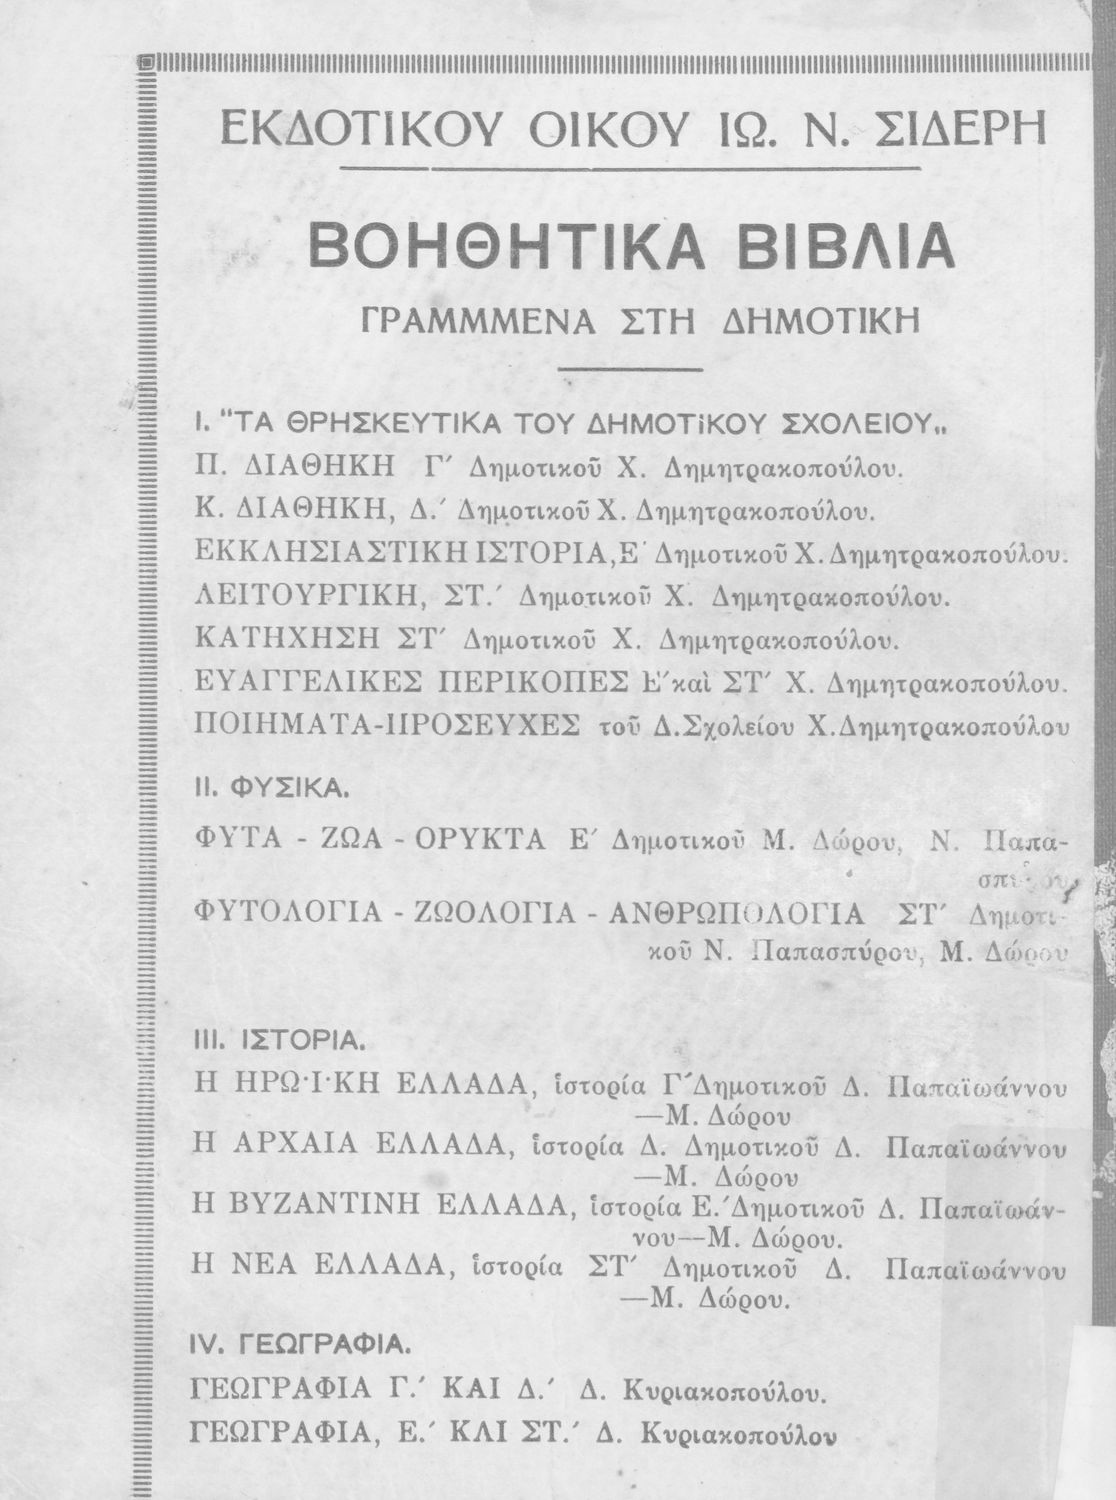 ΕΚΔΟΤΙΚΟΥ ΟΙΚΟΥ ΙΩ. Ν. ΣΙΔΕΡΗ
ΒΟΗΘΗΤΙΚΑ ΒΙΒΛΙΑ
ΓΡΑΜΜΜΕΝΑ ΣΤΗ ΔΗΜΟΤΙΚΗ
Ι. "ΤΑ ΘΡΗΣΚΕΥΤΙΚΑ ΤΟΥ ΔΗΜΟΤiΚΟΥ ΣΧΟΛΕΙΟΥ„
Π. ΔΙΑΘΗΚΗ Γ′ Δημοτικοῦ Χ. Δημητρακοπούλου.
Κ. ΔΙΑΘΗΚΗ, Δ.′ Δημοτικοῦ Χ. Δημητρακοπούλου.
ΕΚΚΛΗΣΙΑΣΤΙΚΗ ΙΣΤΟΡΙΑ, Ε΄ Δημοτικοῦ Χ. Δημητρακοπούλου.
ΛΕΙΤΟΥΡΓΙΚΗ, ΣΤ.′ Δημοτικοῦ Χ. Δημητρακοπούλου.
ΚΑΤΗΧΗΣΗ ΣΤ′ Δημοτικοῦ Χ. Δημητρακοπούλου.
ΕΥΑΓΓΕΛΙΚΕΣ ΠΕΡΙΚΟΠΕΣ Ε′ καὶ ΣΤ′ Χ. Δημητρακοπούλου.
ΠΟΙΗΜΑΤΑ-ΠΡΟΣΕΥΧΕΣ τοῦ Δ.Σχολείου Χ.Δημητρακοπούλου
ΙΙ. ΦΥΣΙΚΑ.
ΦΥΤΑ - ΖΩΑ - ΟΡΥΚΤΑ Ε′ Δημοτικοῦ Μ. Δώρου, Ν. Παπα-
ΦΥΤΟΛΟΓΙΑ - ΖΩΟΛΟΓΙΑ - ΑΝΘΡΩΠΟΛΟΓΙΑ ΣΤ′ Δημοτι-
κοῦ Ν. Παπασπύρου, Μ. Δώρου
ΙΙΙ. ΙΣΤΟΡΙΑ.
Η ΗΡΩ·Ι·ΚΗ ΕΛΛΑΔΑ, ἱστορία Γ′ Δημοτικοῦ Δ. Παπαϊωάννου
—Μ. Δώρου
Η ΑΡΧΑΙΑ ΕΛΛΑΔΑ, ἱστορία Δ. Δημοτικοῦ Δ. Παπαϊωάννου
—Μ. Δώρου
Η ΒΥΖΑΝΤΙΝΗ ΕΛΛΑΔΑ, ἱστορία Ε.′ Δημοτικοῦ Δ. Παπαϊωάν-
νου—Μ. Δώρου.
Η ΝΕΑ ΕΛΛΑΔΑ, ἱστορία ΣΤ′ Δημοτικοῦ Δ. Παπαϊωάννου
—Μ. Δώρου.
IV. ΓΕΩΓΡΑΦΙΑ.
ΓΕΩΓΡΑΦΙΑ Γ.′ ΚΑΙ Δ.′ Δ. Κυριακοπούλου.
ΓΕΩΓΡΑΦΙΑ, Ε.′ ΚΛΙ ΣΤ.′ Δ. Κυριακοπούλου